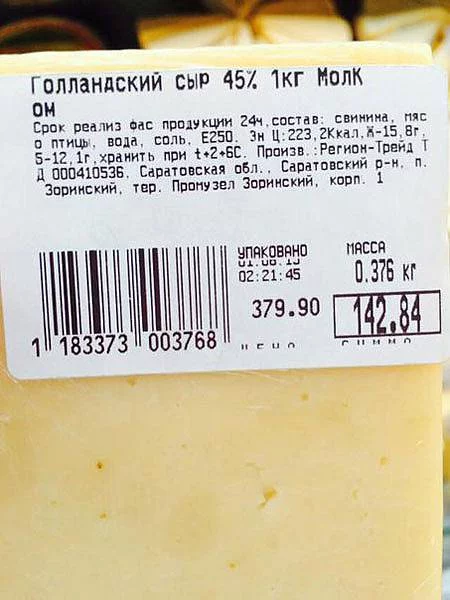 Голландский сыр 45% 1кг МолК
ом
Срок реализ фас продукции 24ч,состав: свинина, мяс
о птицы, вода, соль, Е250. Эн Ц:223,2Ккал,Ж-15,8г,
Б-12,1г,хранить при t+2+6С. Произв.:Регион-Трейд Т
Д 000410536, Саратовская обл., Саратовский р-н, п.
Зоринский, тер. Промузел Зоринский, корп. 1
УПАКОВАНО
МАССА
02:21:45
0.376 кг
379.90
142.84
1 183373 003768